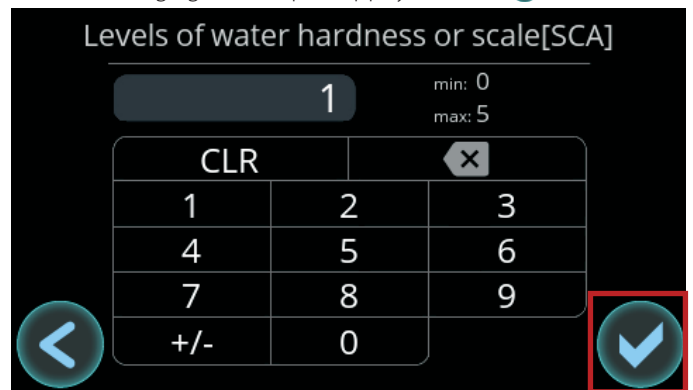 Levels of water hardness or scale[SCA]
1
min: 0
max: 5
CLR
1 2 3
4 5 6
7 8 9
+/- 0